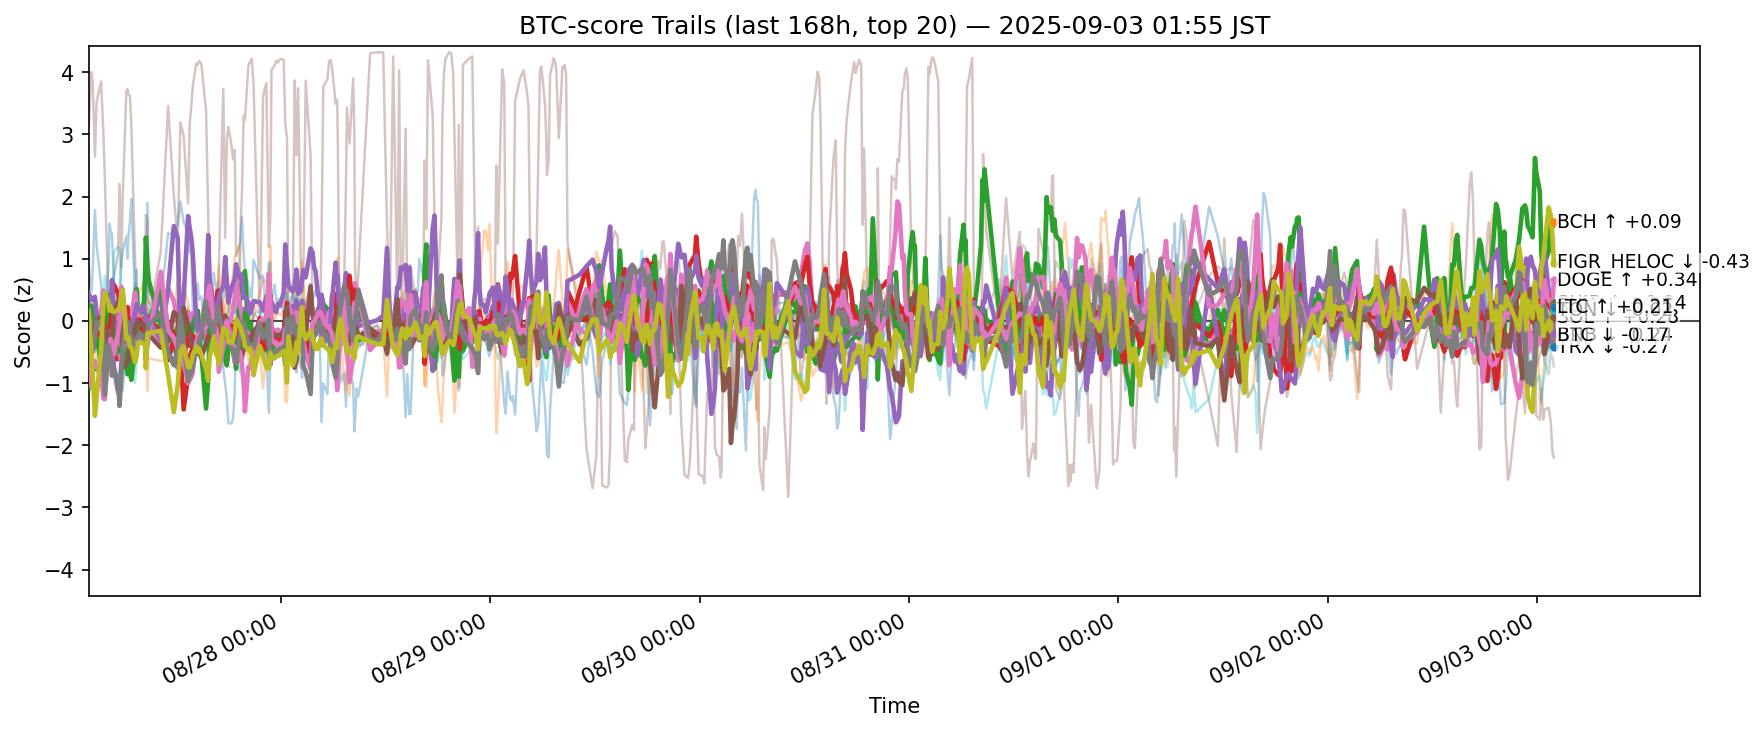 BTC-score Trails (last 168h, top 20) — 2025-09-03 01:55 JST
Score (z)
4
3
2
1
0
−1
−2
−3
−4
BCH ↑ +0.09
FIGR_HELOC ↓ -0.43
DOGE ↑ +0.34
LTC ↑ +0.21
BTC ↓ -0.17
TRX ↓ -0.27
08/28 00:00
08/29 00:00
08/30 00:00
08/31 00:00
09/01 00:00
09/02 00:00
09/03 00:00
Time